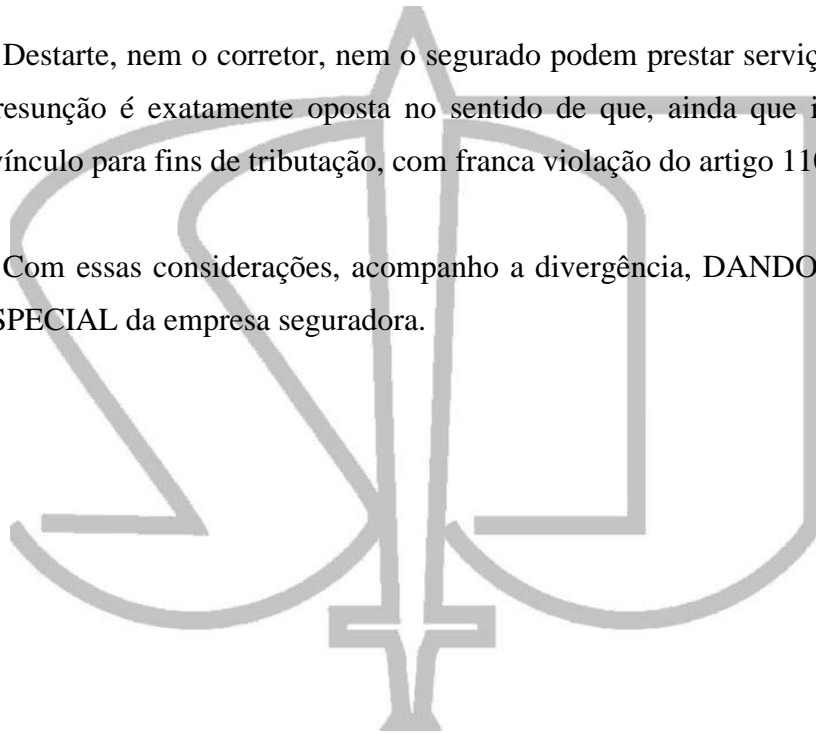 Destarte, nem o corretor, nem o segurado podem prestar serviç
resunção é exatamente oposta no sentido de que, ainda que i
vínculo para fins de tributação, com franca violação do artigo 110
Com essas considerações, acompanho a divergência, DANDO
SPECIAL da empresa seguradora.